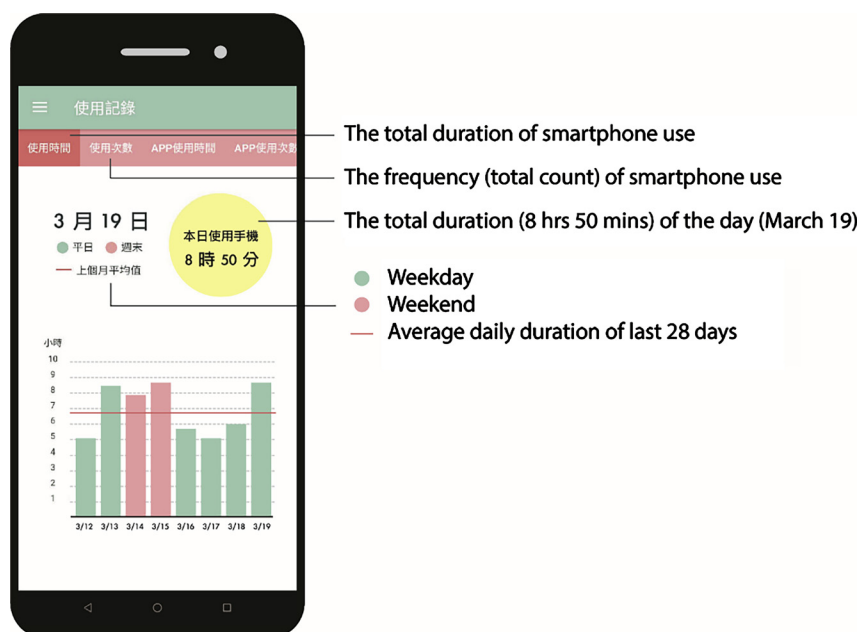 使用記錄
使用時間 使用次數 APP使用時間 APP使用次數
The total duration of smartphone use
The frequency (total count) of smartphone use
The total duration (8 hrs 50 mins) of the day (March 19)
3 月 19 日
平日 週末
上個月平均值
本日使用手機
8 時 50 分
Weekday
Weekend
Average daily duration of last 28 days
小時
10
9
8
7
6
5
4
3
2
1
3/12 3/13 3/14 3/15 3/16 3/17 3/18 3/19